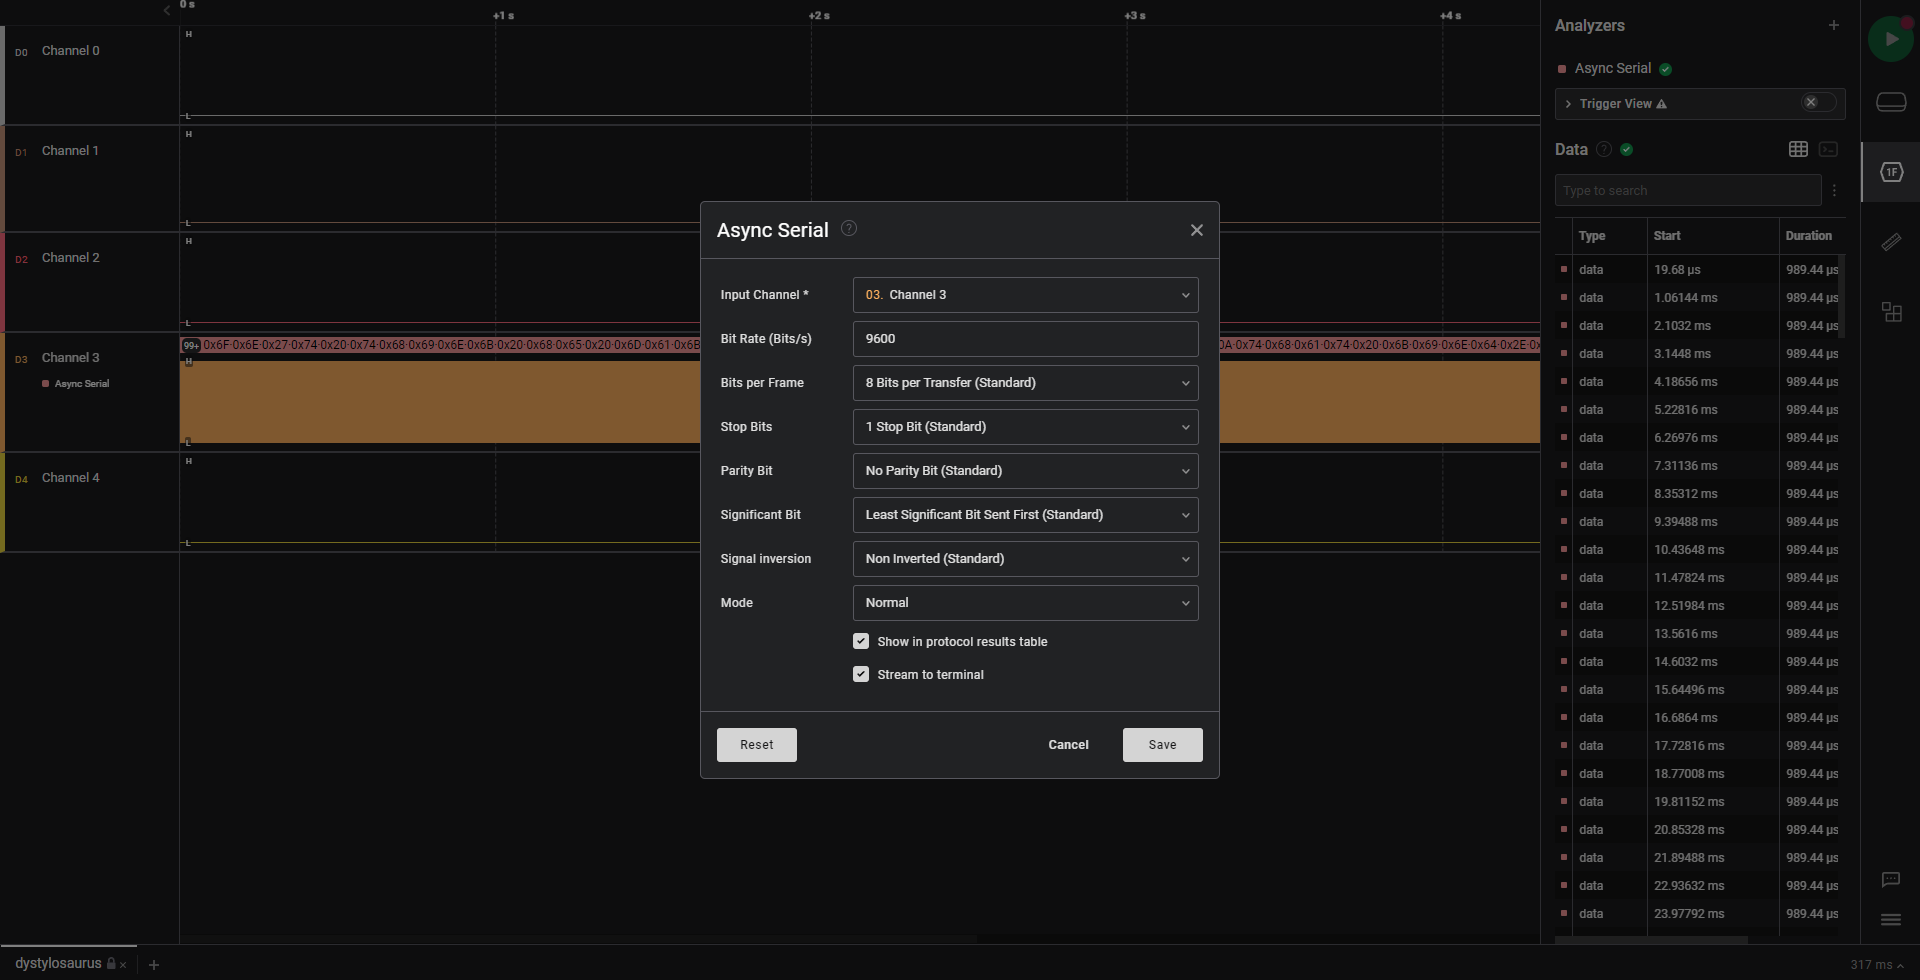 0 s
+1 s
+2 s
+3 s
+4 s
D0 Channel 0
H
L
D1 Channel 1
H
L
D2 Channel 2
H
L
D3 Channel 3
Async Serial
99+ 0x6F·0x6E·0x27·0x74·0x20·0x74·0x68·0x69·0x6E·0x6B·0x20·0x68·0x65·0x20·0x6D·0x61·0x6B
0A·0x74·0x68·0x61·0x74·0x20·0x6B·0x69·0x6E·0x64·0x2E·0x
H
L
D4 Channel 4
H
L
Async Serial ?
Input Channel * 03. Channel 3
Bit Rate (Bits/s) 9600
Bits per Frame 8 Bits per Transfer (Standard)
Stop Bits 1 Stop Bit (Standard)
Parity Bit No Parity Bit (Standard)
Significant Bit Least Significant Bit Sent First (Standard)
Signal inversion Non Inverted (Standard)
Mode Normal
Show in protocol results table
Stream to terminal
Reset Cancel Save
Analyzers +
Async Serial
Trigger View
Data ?
Type to search
Type Start Duration
data 19.68 µs 989.44 µs
data 1.06144 ms 989.44 µs
data 2.1032 ms 989.44 µs
data 3.1448 ms 989.44 µs
data 4.18656 ms 989.44 µs
data 5.22816 ms 989.44 µs
data 6.26976 ms 989.44 µs
data 7.31136 ms 989.44 µs
data 8.35312 ms 989.44 µs
data 9.39488 ms 989.44 µs
data 10.43648 ms 989.44 µs
data 11.47824 ms 989.44 µs
data 12.51984 ms 989.44 µs
data 13.5616 ms 989.44 µs
data 14.6032 ms 989.44 µs
data 15.64496 ms 989.44 µs
data 16.6864 ms 989.44 µs
data 17.72816 ms 989.44 µs
data 18.77008 ms 989.44 µs
data 19.81152 ms 989.44 µs
data 20.85328 ms 989.44 µs
data 21.89488 ms 989.44 µs
data 22.93632 ms 989.44 µs
data 23.97792 ms 989.44 µs
1F
dystylosaurus × +
317 ms